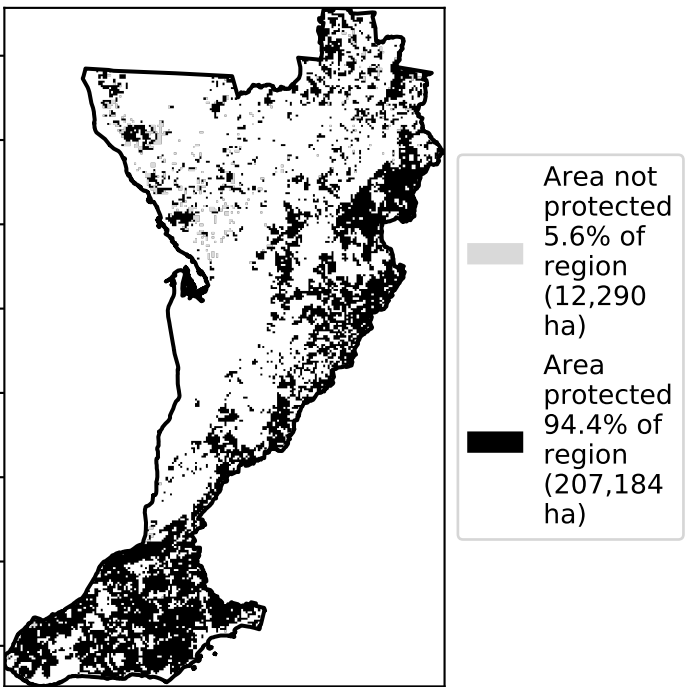 Area not
protected
5.6% of
region
(12,290
ha)
Area
protected
94.4% of
region
(207,184
ha)